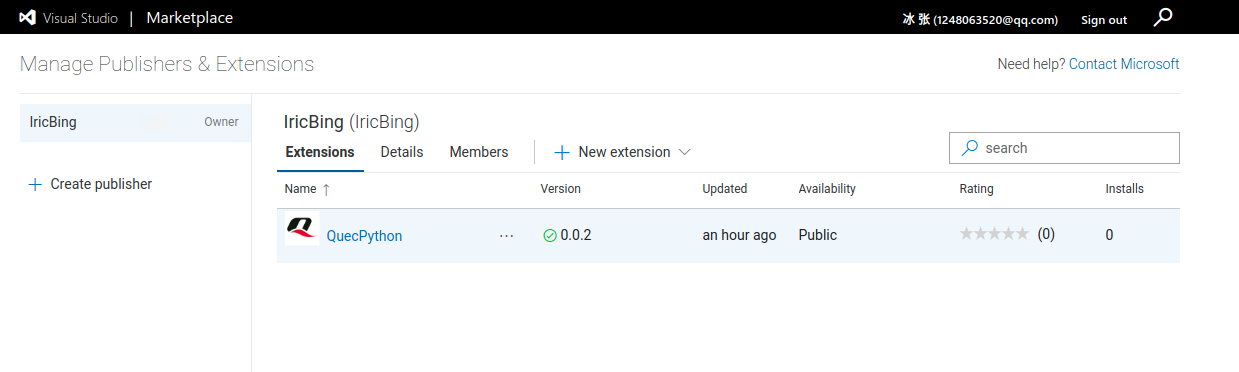 Visual Studio | Marketplace 冰 张 (1248063520@qq.com) Sign out
Manage Publishers & Extensions Need help? Contact Microsoft
IricBing Owner
+ Create publisher
IricBing (IricBing)
Extensions Details Members + New extension search
Name ↑ Version Updated Availability Rating Installs
QuecPython ... 0.0.2 an hour ago Public ★★★★★ (0) 0